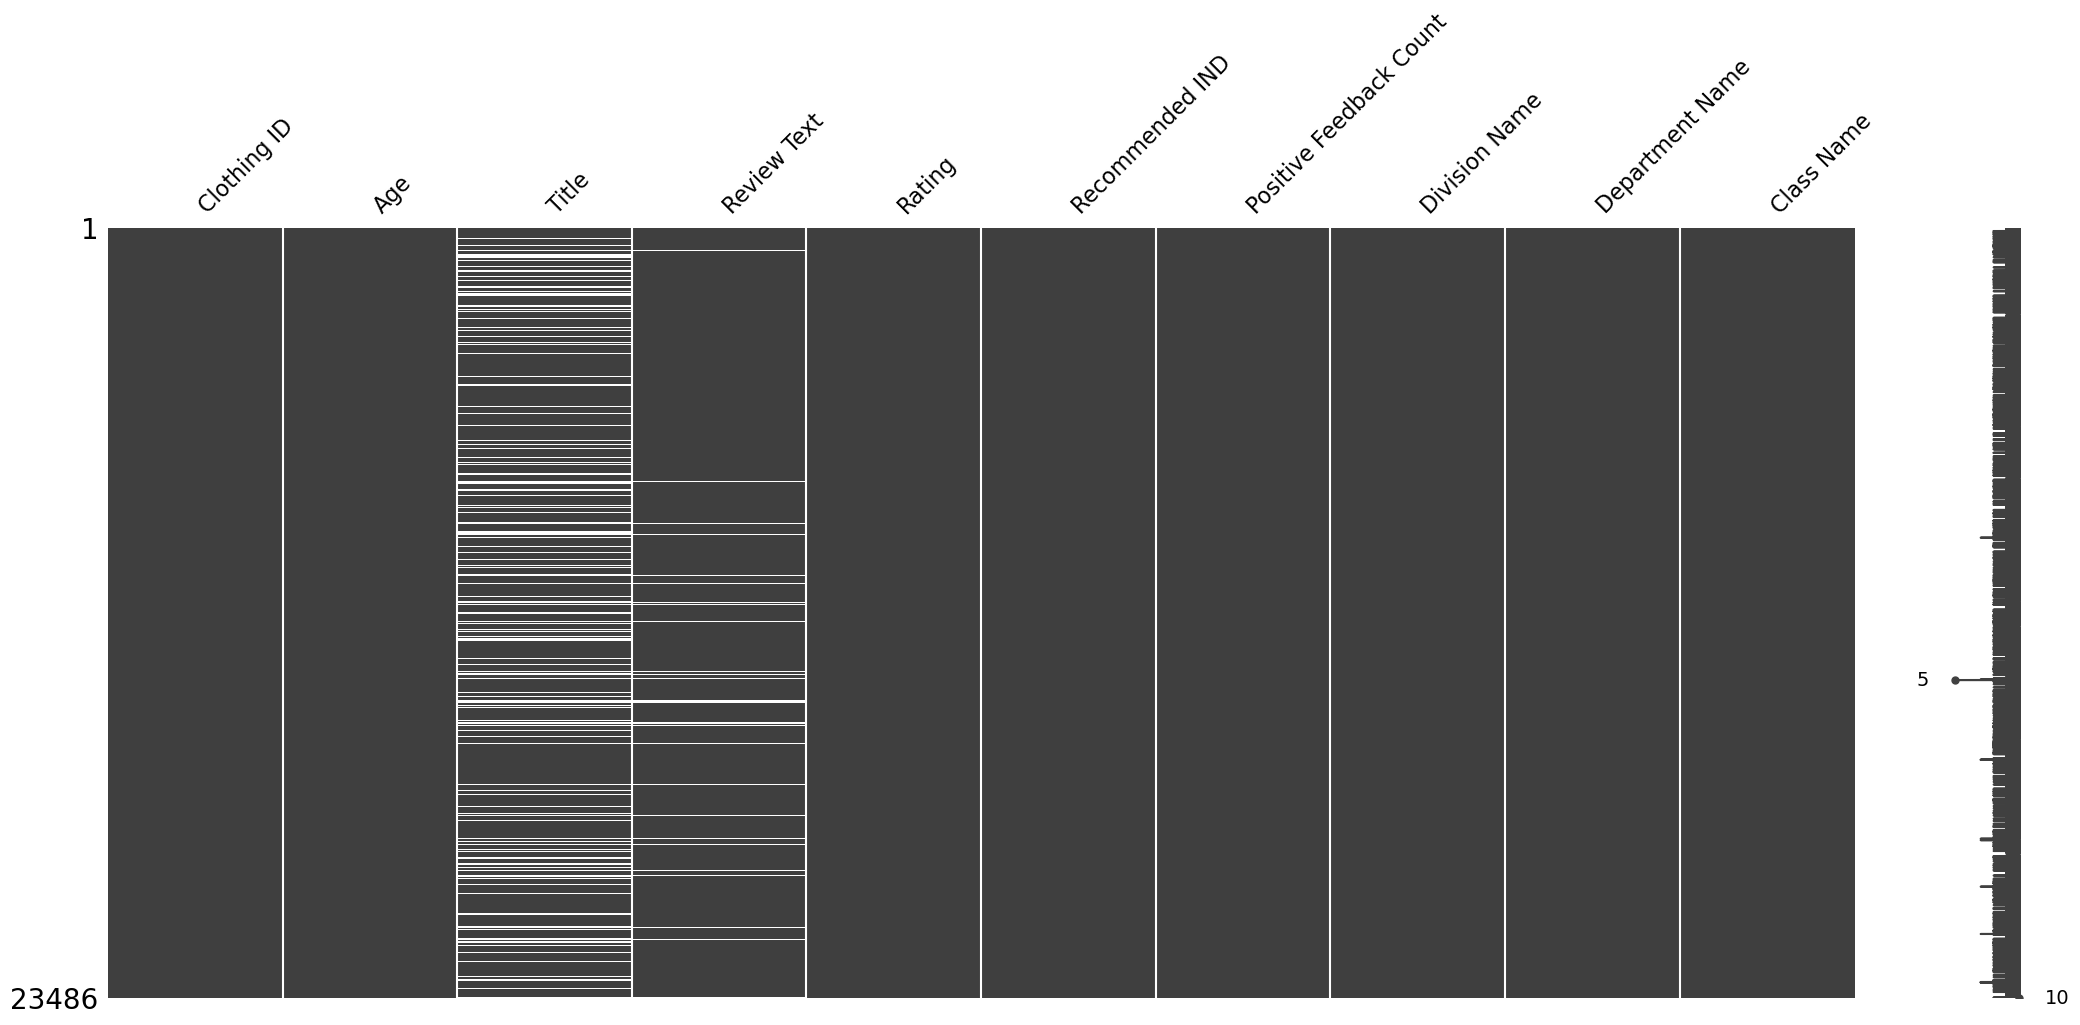 Clothing ID
Age
Title
Review Text
Rating
Recommended IND
Positive Feedback Count
Division Name
Department Name
Class Name
1
5
23486
10